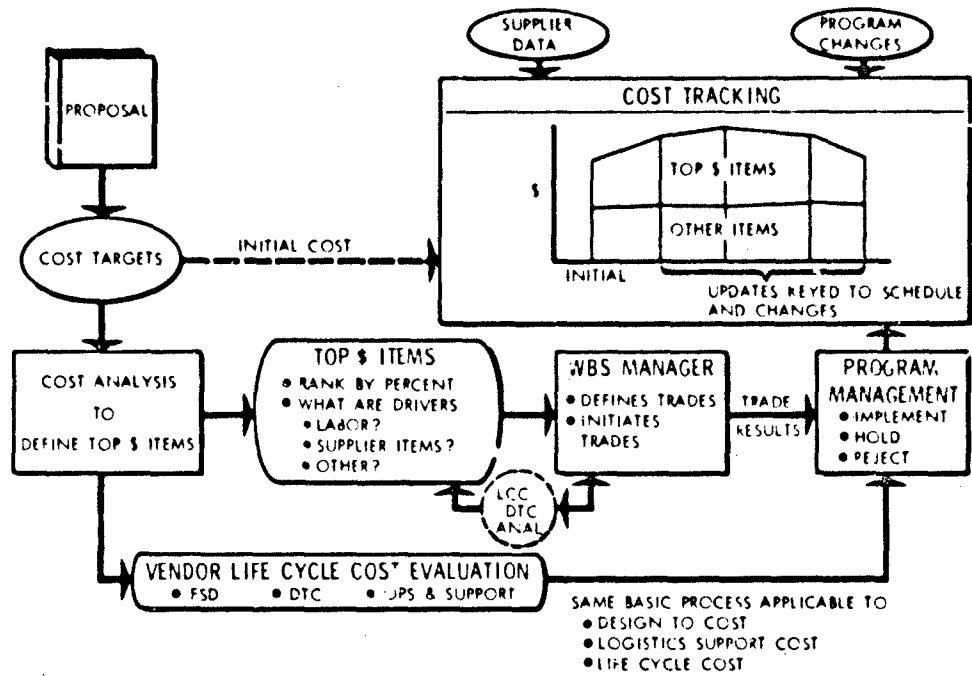 SUPPLIER
DATA
PROGRAM
CHANGES
PROPOSAL
COST TRACKING
$
TOP $ ITEMS
OTHER ITEMS
INITIAL
UPDATES KEYED TO SCHEDULE
AND CHANGES
COST TARGETS
INITIAL COST
COST ANALYSIS
TO
DEFINE TOP $ ITEMS
TOP $ ITEMS
• RANK BY PERCENT
• WHAT ARE DRIVERS
• LABOR?
• SUPPLIER ITEMS?
• OTHER?
WBS MANAGER
• DEFINES TRADES
• INITIATES
TRADES
TRADE
RESULTS
PROGRAM
MANAGEMENT
• IMPLEMENT
• HOLD
• REJECT
LCC
DTC
ANAL
VENDOR LIFE CYCLE COST EVALUATION
• FSD • DTC • OPS & SUPPORT
SAME BASIC PROCESS APPLICABLE TO
• DESIGN TO COST
• LOGISTICS SUPPORT COST
• LIFE CYCLE COST